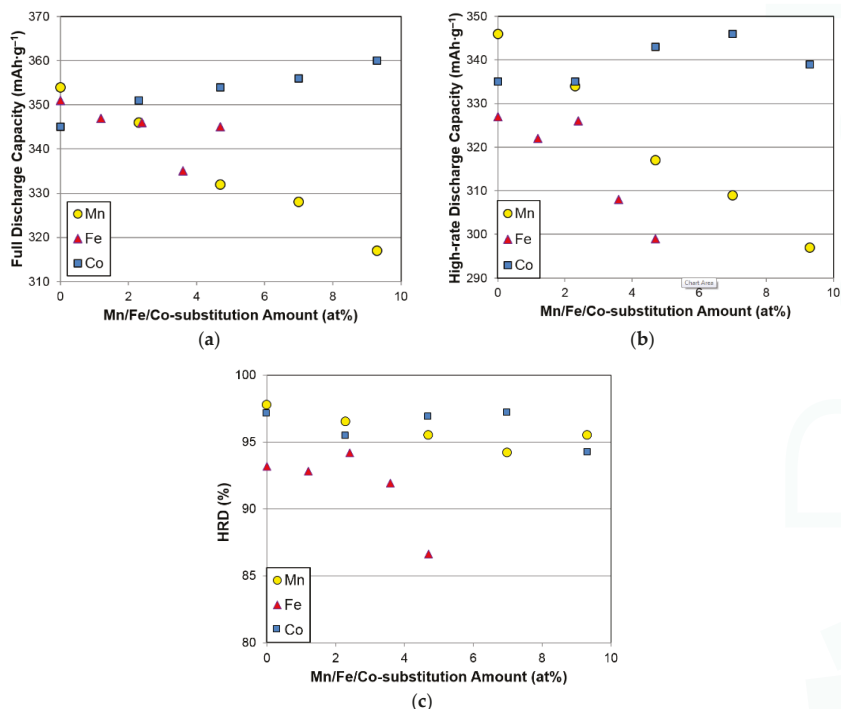 370
360
350
340
330
320
310
0
2
4
6
8
10
Full Discharge Capacity (mAh·g⁻¹)
Mn/Fe/Co-substitution Amount (at%)
Mn
Fe
Co
(a)
350
340
330
320
310
300
290
0
2
4
6
8
10
High-rate Discharge Capacity (mAh·g⁻¹)
Mn/Fe/Co-substitution Amount (at%)
Mn
Fe
Co
Chart Area
(b)
100
95
90
85
80
0
2
4
6
8
10
HRD (%)
Mn/Fe/Co-substitution Amount (at%)
Mn
Fe
Co
(c)